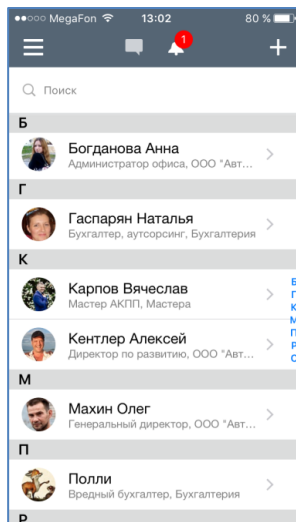 MegaFon 13:02 80 %
1
Поиск
Б
Богданова Анна
Администратор офиса, ООО "Авт...
Г
Гаспарян Наталья
Бухгалтер, аутсорсинг, Бухгалтерия
К
Карпов Вячеслав
Мастер АКПП, Мастера
Кентлер Алексей
Директор по развитию, ООО "Авт...
М
Махин Олег
Генеральный директор, ООО "Авт...
П
Полли
Вредный бухгалтер, Бухгалтерия
Р
Б
Г
К
М
П
Р
С